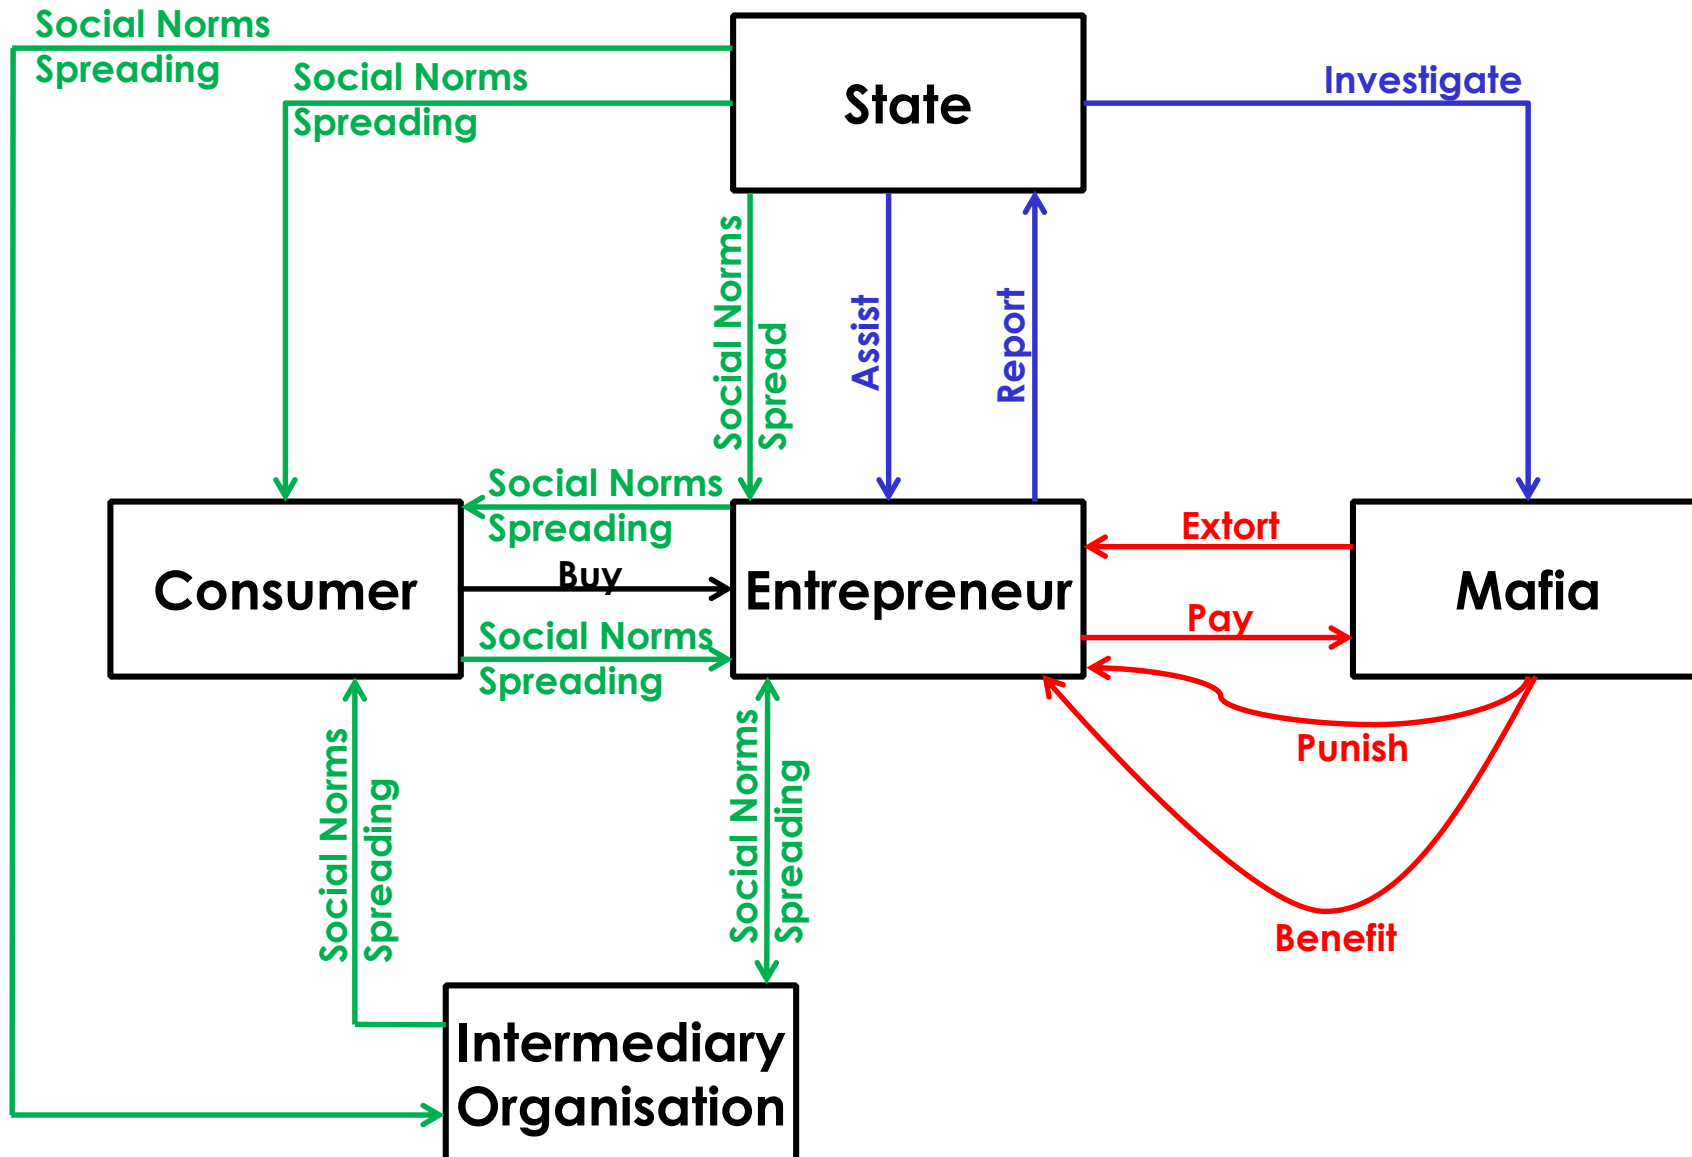 Social Norms
Spreading
Social Norms
Spreading
State
Investigate
Social Norms
Spread
Assist
Report
Social Norms
Spreading
Consumer
Buy
Entrepreneur
Extort
Mafia
Pay
Social Norms
Spreading
Punish
Social Norms
Spreading
Social Norms
Spreading
Benefit
Intermediary
Organisation